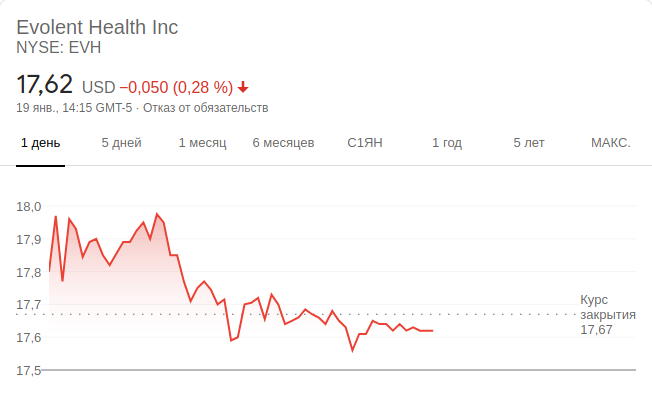 Evolent Health Inc
NYSE: EVH
17,62 USD −0,050 (0,28 %)
19 янв., 14:15 GMT-5 · Отказ от обязательств
1 день 5 дней 1 месяц 6 месяцев С1ЯН 1 год 5 лет МАКС.
18,0
17,9
17,8
17,7
17,6
17,5
Курс
закрытия
17,67